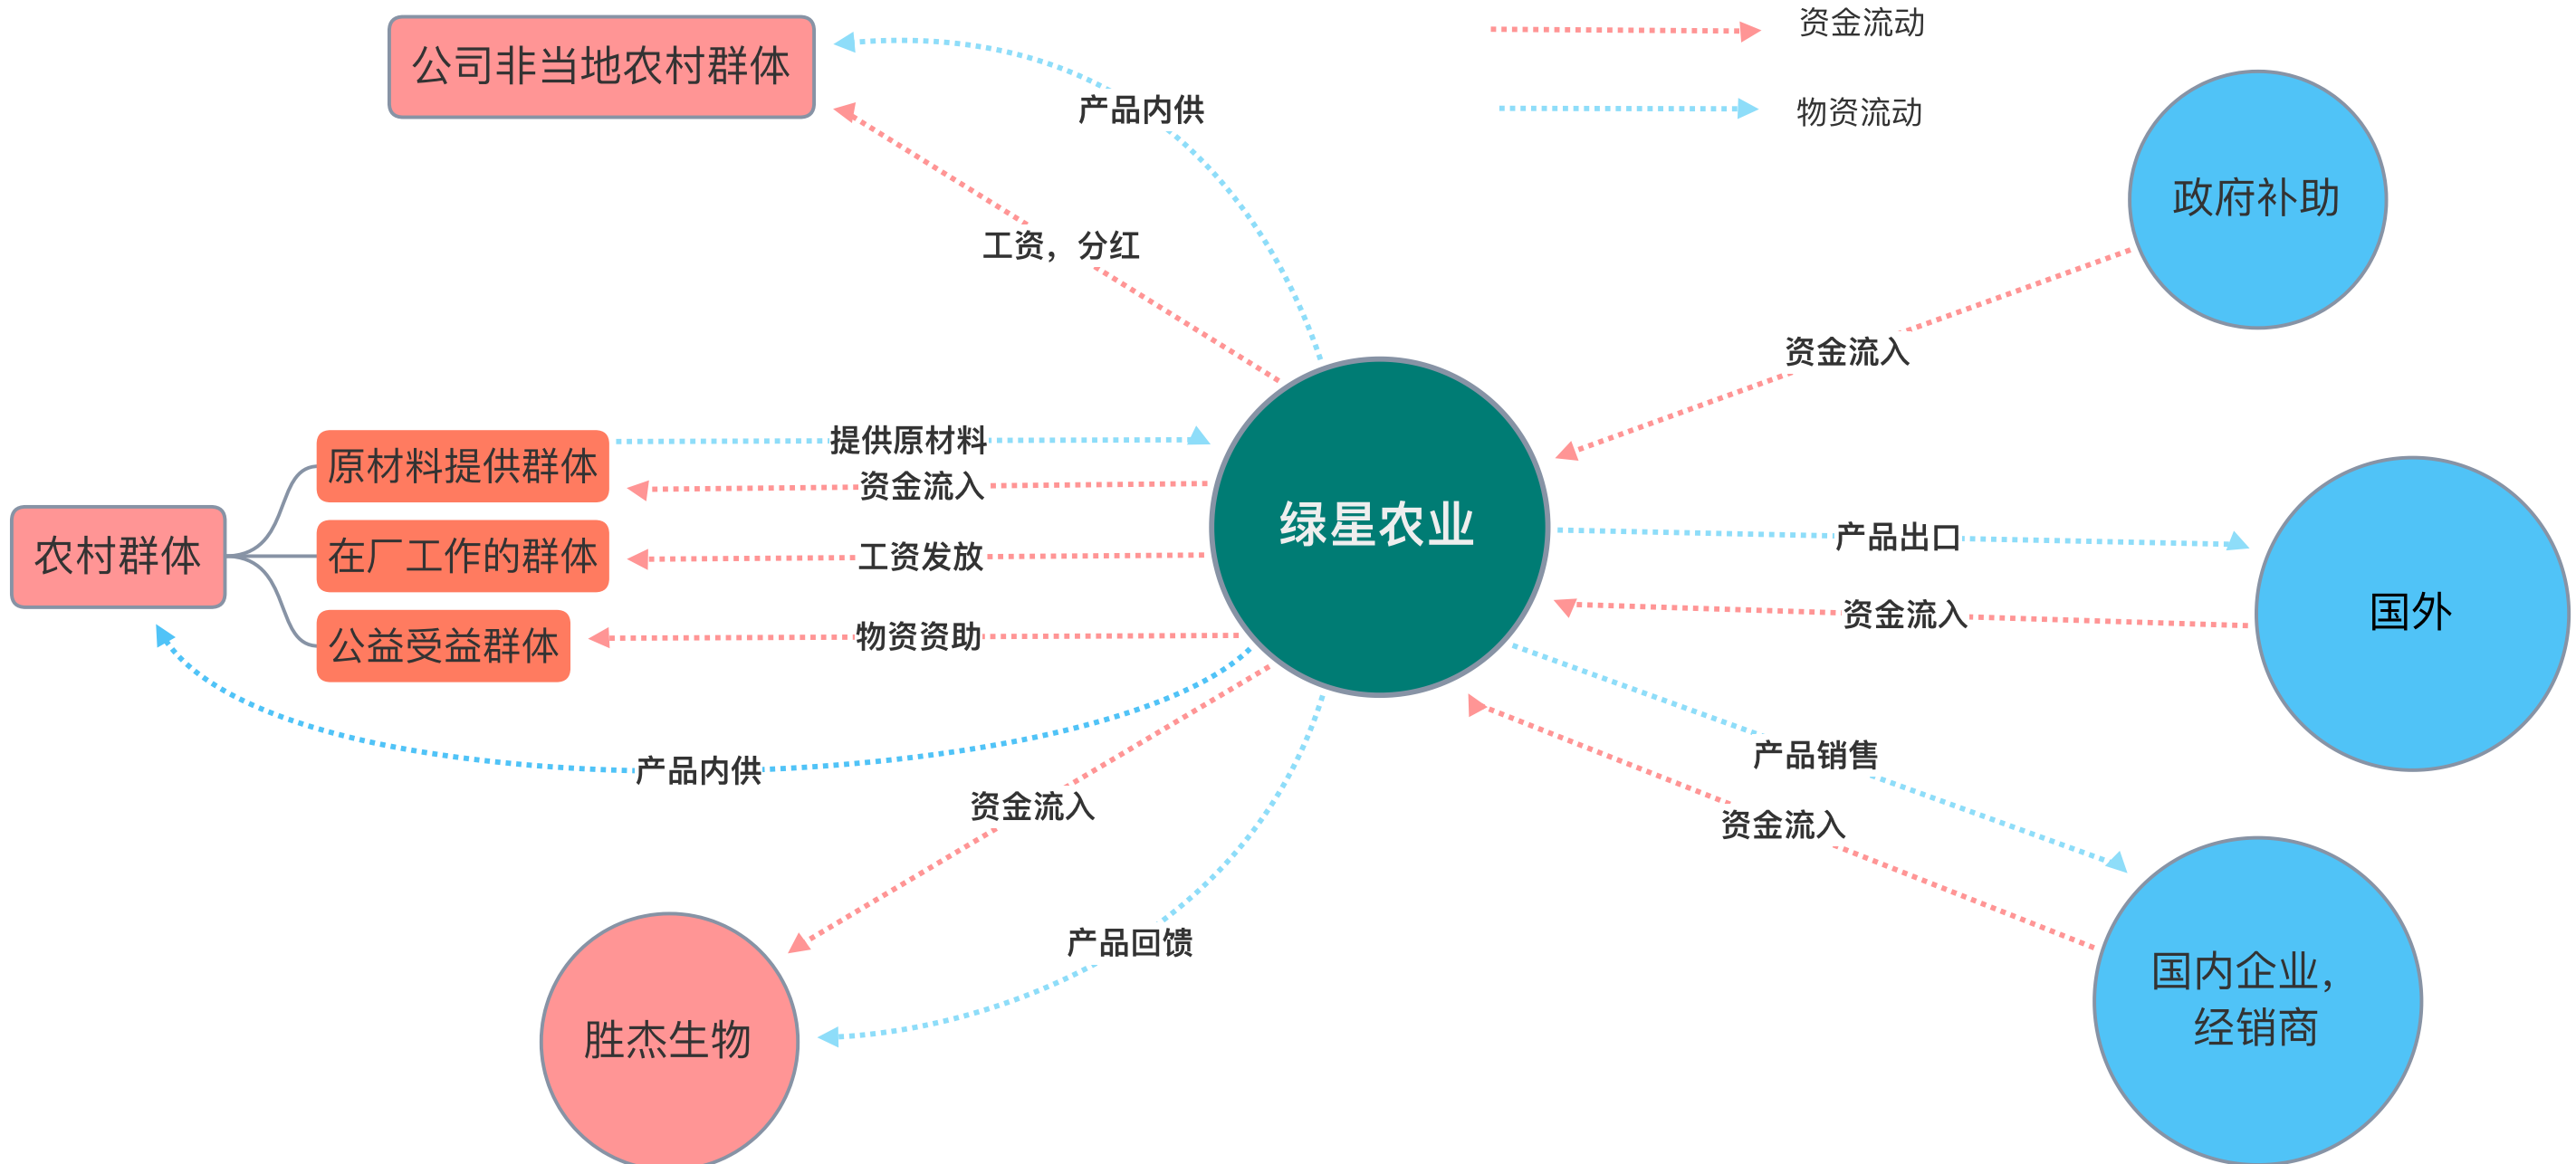 资金流动
公司非当地农村群体
产品内供
物资流动
政府补助
工资，分红
资金流入
提供原材料
原材料提供群体
资金流入
绿星农业
产品出口
农村群体
在厂工作的群体
工资发放
国外
资金流入
公益受益群体
物资资助
产品销售
产品内供
资金流入
资金流入
产品回馈
国内企业，
经销商
胜杰生物